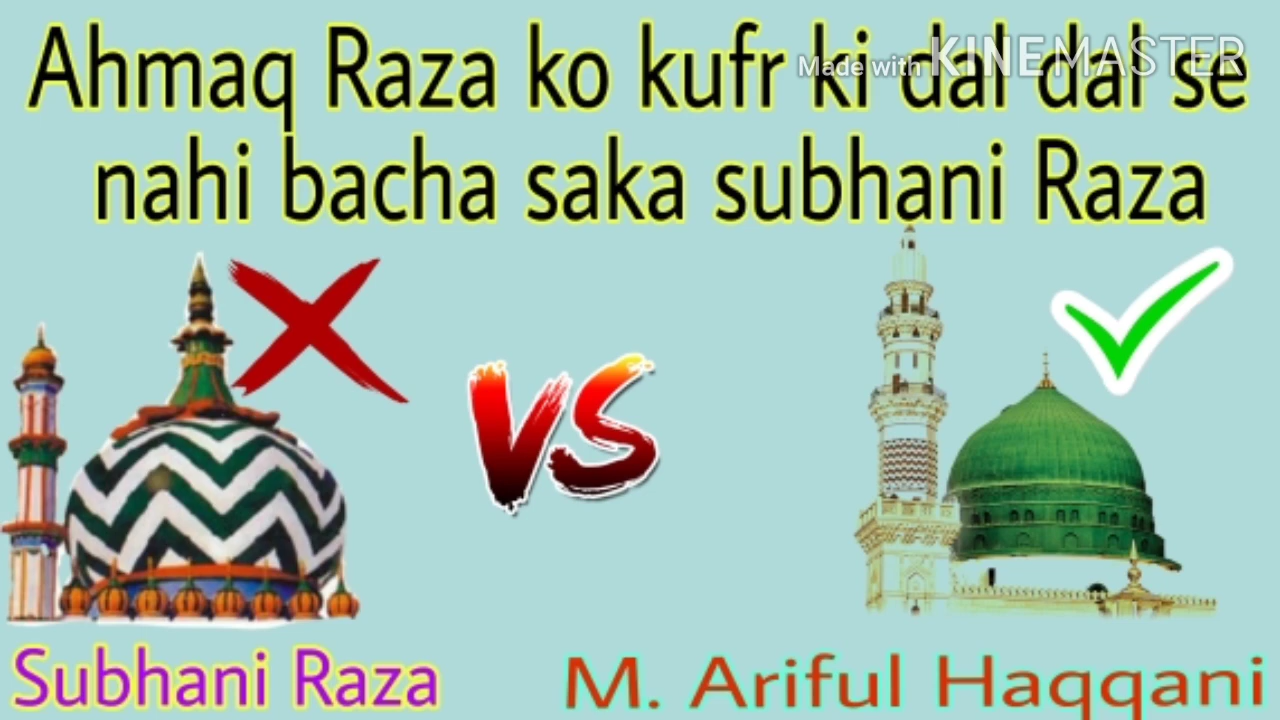 Ahmaq Raza ko kufr ki dal dal se
Made with KINEMASTER
nahi bacha saka subhani Raza
VS
Subhani Raza
M. Ariful Haqqani